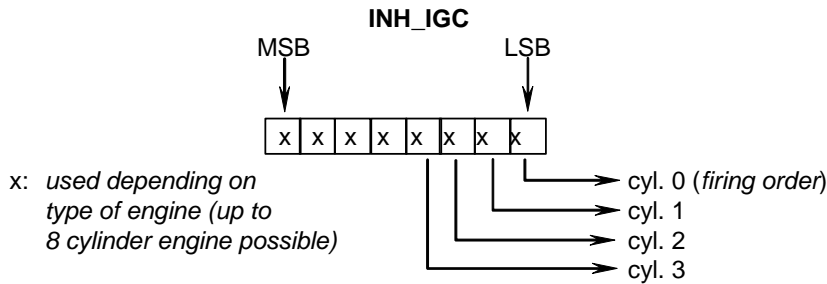 INH_IGC
MSB LSB
x x x x x x x x
x: used depending on
type of engine (up to
8 cylinder engine possible)
cyl. 0 (firing order)
cyl. 1
cyl. 2
cyl. 3